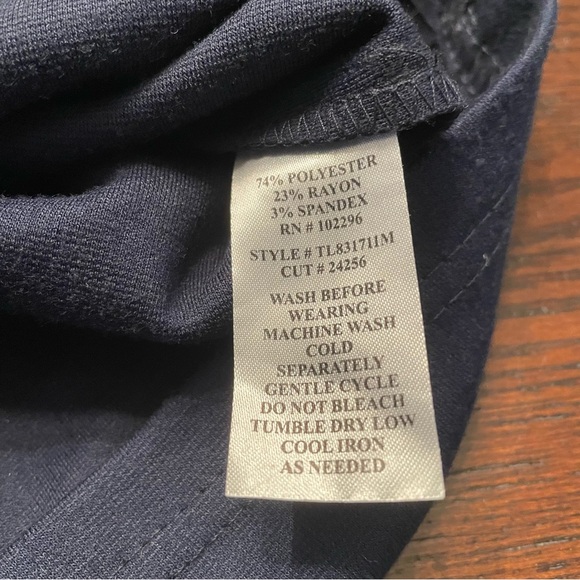 74% POLYESTER
23% RAYON
3% SPANDEX
RN # 102296
STYLE # TL831711M
CUT # 24256
WASH BEFORE
WEARING
MACHINE WASH
COLD
SEPARATELY
GENTLE CYCLE
DO NOT BLEACH
TUMBLE DRY LOW
COOL IRON
AS NEEDED